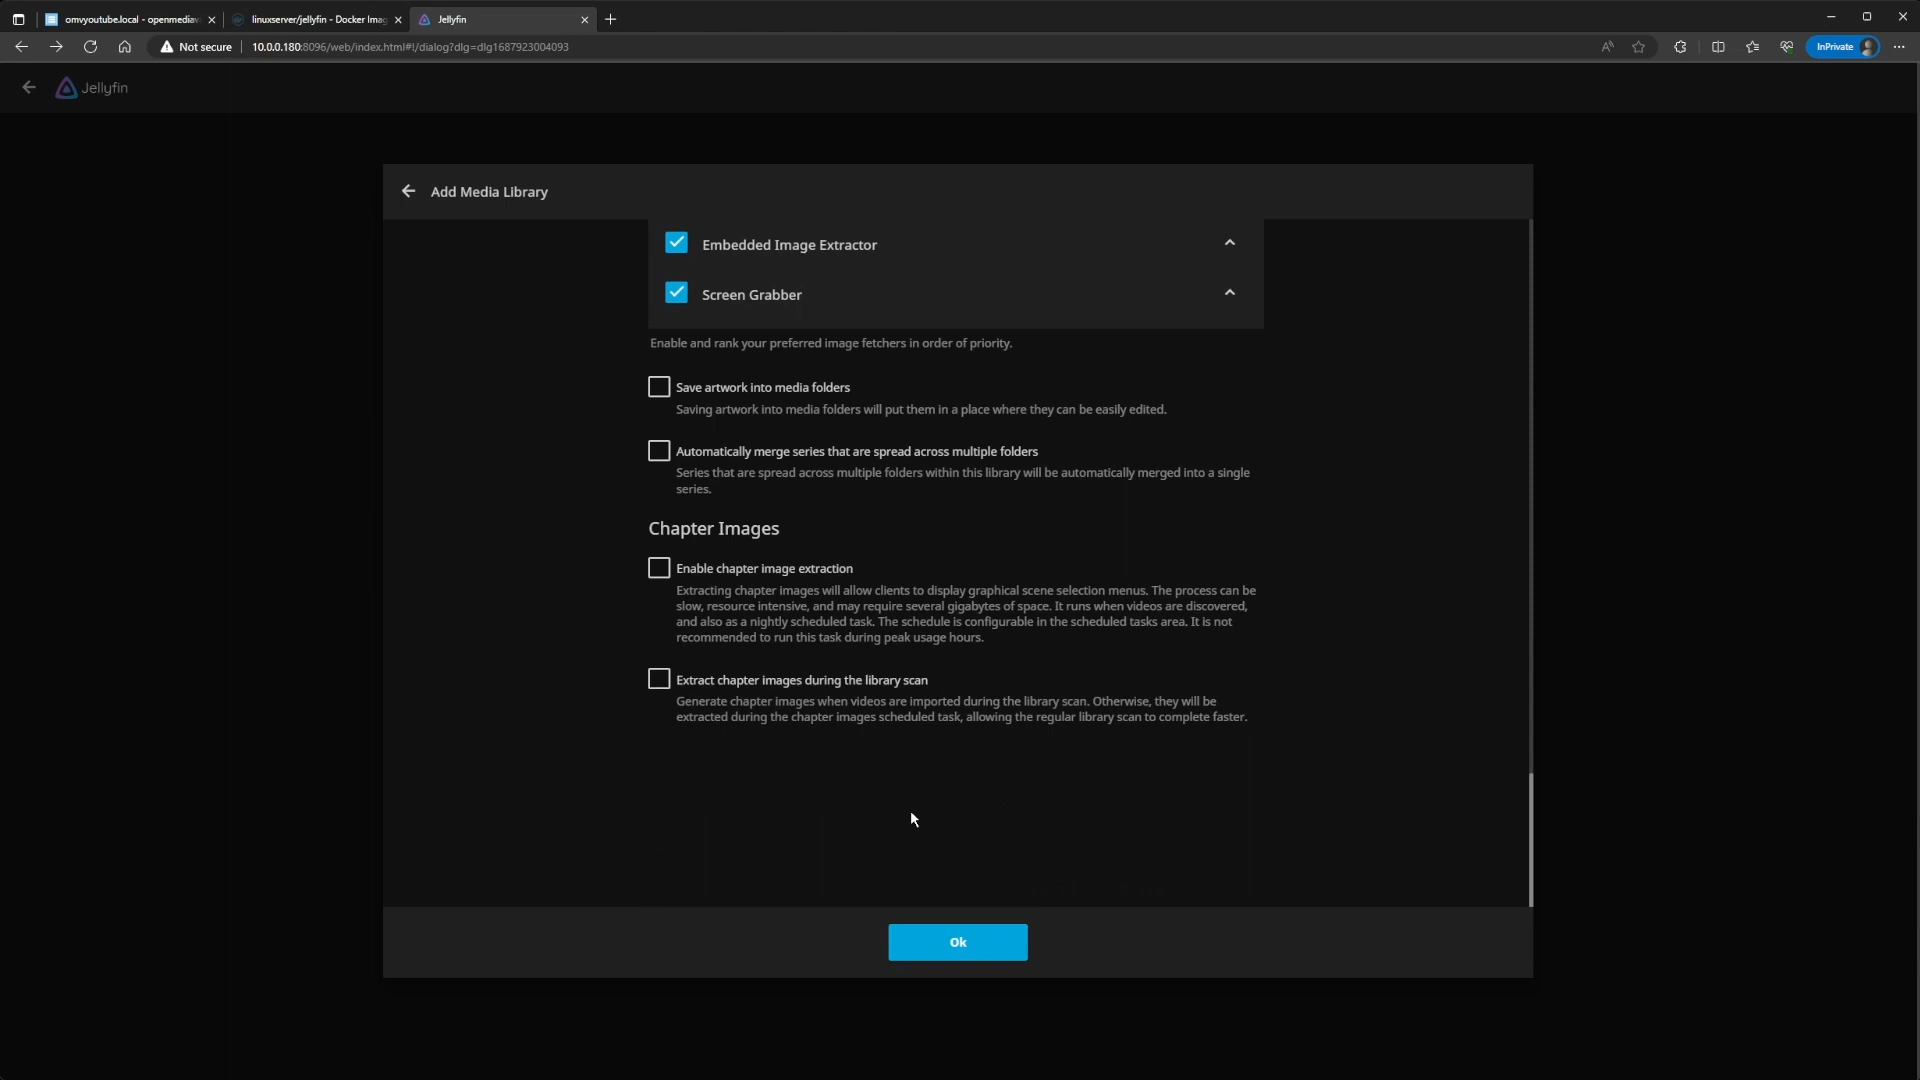 omvyoutube.local - openmediav
linuxserver/jellyfin - Docker Imag
Jellyfin
Not secure
10.0.0.180:8096/web/index.html#!/dialog?dlg=dlg1687923004093
InPrivate
Jellyfin
Add Media Library
Embedded Image Extractor
Screen Grabber
Enable and rank your preferred image fetchers in order of priority.
Save artwork into media folders
Saving artwork into media folders will put them in a place where they can be easily edited.
Automatically merge series that are spread across multiple folders
Series that are spread across multiple folders within this library will be automatically merged into a single
series.
Chapter Images
Enable chapter image extraction
Extracting chapter images will allow clients to display graphical scene selection menus. The process can be
slow, resource intensive, and may require several gigabytes of space. It runs when videos are discovered,
and also as a nightly scheduled task. The schedule is configurable in the scheduled tasks area. It is not
recommended to run this task during peak usage hours.
Extract chapter images during the library scan
Generate chapter images when videos are imported during the library scan. Otherwise, they will be
extracted during the chapter images scheduled task, allowing the regular library scan to complete faster.
Ok